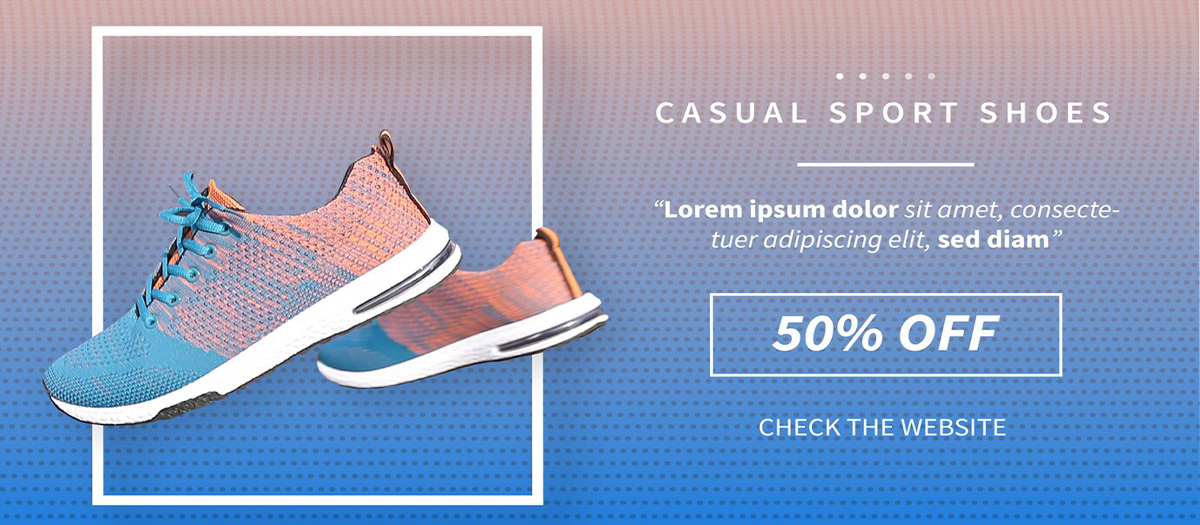 CASUAL SPORT SHOES
“Lorem ipsum dolor sit amet, consecte-
tuer adipiscing elit, sed diam”
50% OFF
CHECK THE WEBSITE